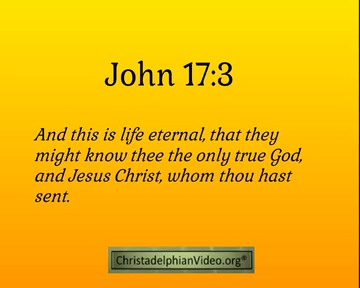 John 17:3
And this is life eternal, that they
might know thee the only true God,
and Jesus Christ, whom thou hast
sent.
ChristadelphianVideo.org®